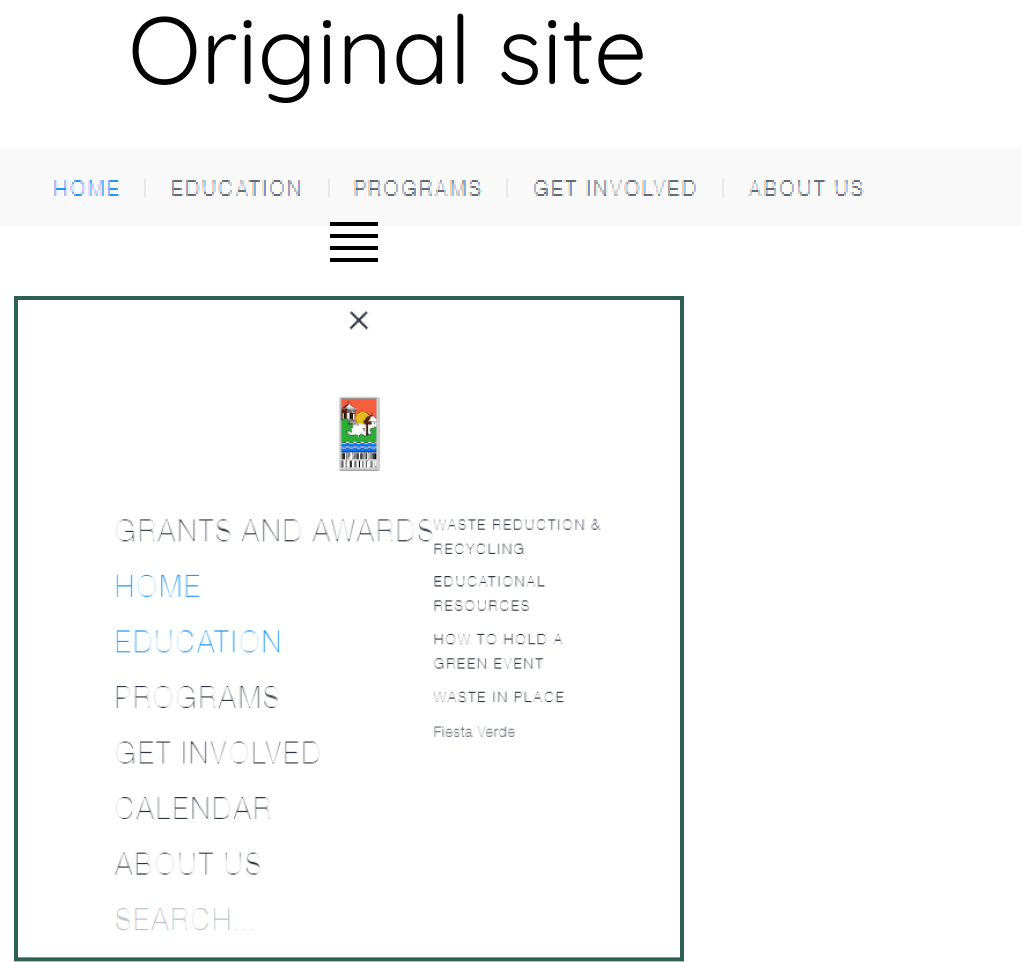 Original site
HOME EDUCATION PROGRAMS GET INVOLVED ABOUT US
GRANTS AND AWARDS
HOME
EDUCATION
PROGRAMS
GET INVOLVED
CALENDAR
ABOUT US
SEARCH...
WASTE REDUCTION &
RECYCLING
EDUCATIONAL
RESOURCES
HOW TO HOLD A
GREEN EVENT
WASTE IN PLACE
Fiesta Verde